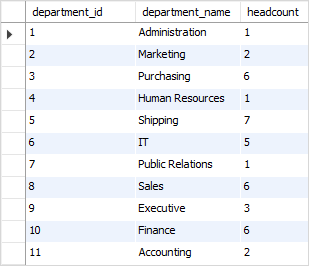 department_id department_name headcount
1 Administration 1
2 Marketing 2
3 Purchasing 6
4 Human Resources 1
5 Shipping 7
6 IT 5
7 Public Relations 1
8 Sales 6
9 Executive 3
10 Finance 6
11 Accounting 2